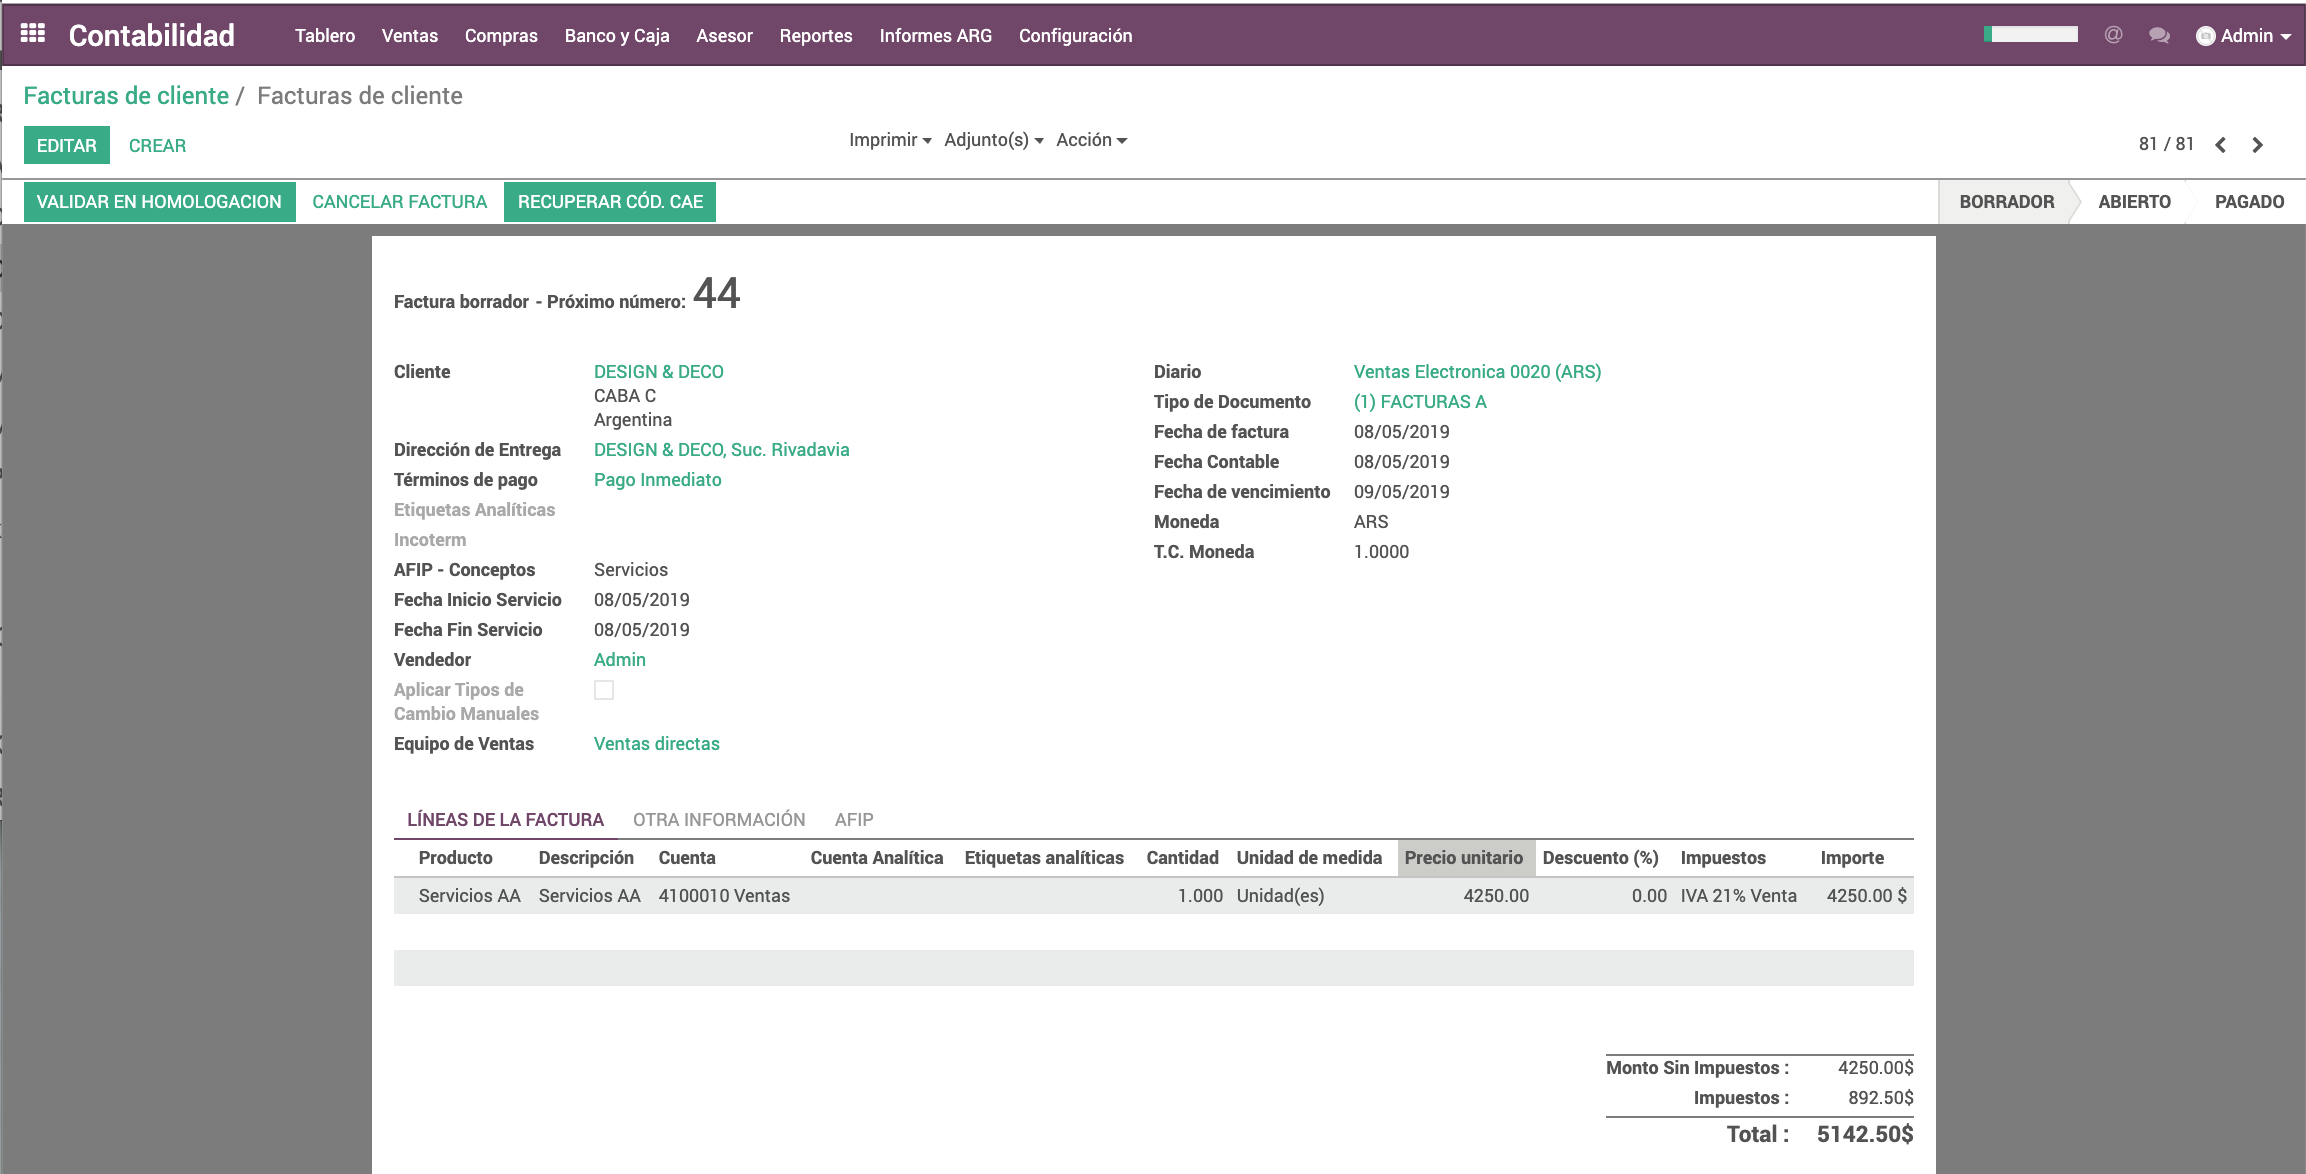 Contabilidad Tablero Ventas Compras Banco y Caja Asesor Reportes Informes ARG Configuración @ Admin
Facturas de cliente / Facturas de cliente
EDITAR CREAR Imprimir Adjunto(s) Acción 81 / 81
VALIDAR EN HOMOLOGACION CANCELAR FACTURA RECUPERAR CÓD. CAE BORRADOR ABIERTO PAGADO
Factura borrador - Próximo número: 44
Cliente DESIGN & DECO
CABA C
Argentina
Dirección de Entrega DESIGN & DECO, Suc. Rivadavia
Términos de pago Pago Inmediato
Etiquetas Analíticas
Incoterm
AFIP - Conceptos Servicios
Fecha Inicio Servicio 08/05/2019
Fecha Fin Servicio 08/05/2019
Vendedor Admin
Aplicar Tipos de
Cambio Manuales
Equipo de Ventas Ventas directas
Diario Ventas Electronica 0020 (ARS)
Tipo de Documento (1) FACTURAS A
Fecha de factura 08/05/2019
Fecha Contable 08/05/2019
Fecha de vencimiento 09/05/2019
Moneda ARS
T.C. Moneda 1.0000
LÍNEAS DE LA FACTURA OTRA INFORMACIÓN AFIP
Producto Descripción Cuenta Cuenta Analítica Etiquetas analíticas Cantidad Unidad de medida Precio unitario Descuento (%) Impuestos Importe
Servicios AA Servicios AA 4100010 Ventas 1.000 Unidad(es) 4250.00 0.00 IVA 21% Venta 4250.00 $
Monto Sin Impuestos : 4250.00$
Impuestos : 892.50$
Total : 5142.50$